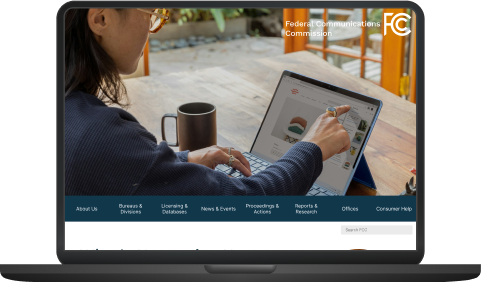 Federal Communications
Commission
FCC
About Us
Bureaus &
Divisions
Licensing &
Databases
News & Events
Proceedings &
Actions
Reports &
Research
Offices
Consumer Help
Search FCC